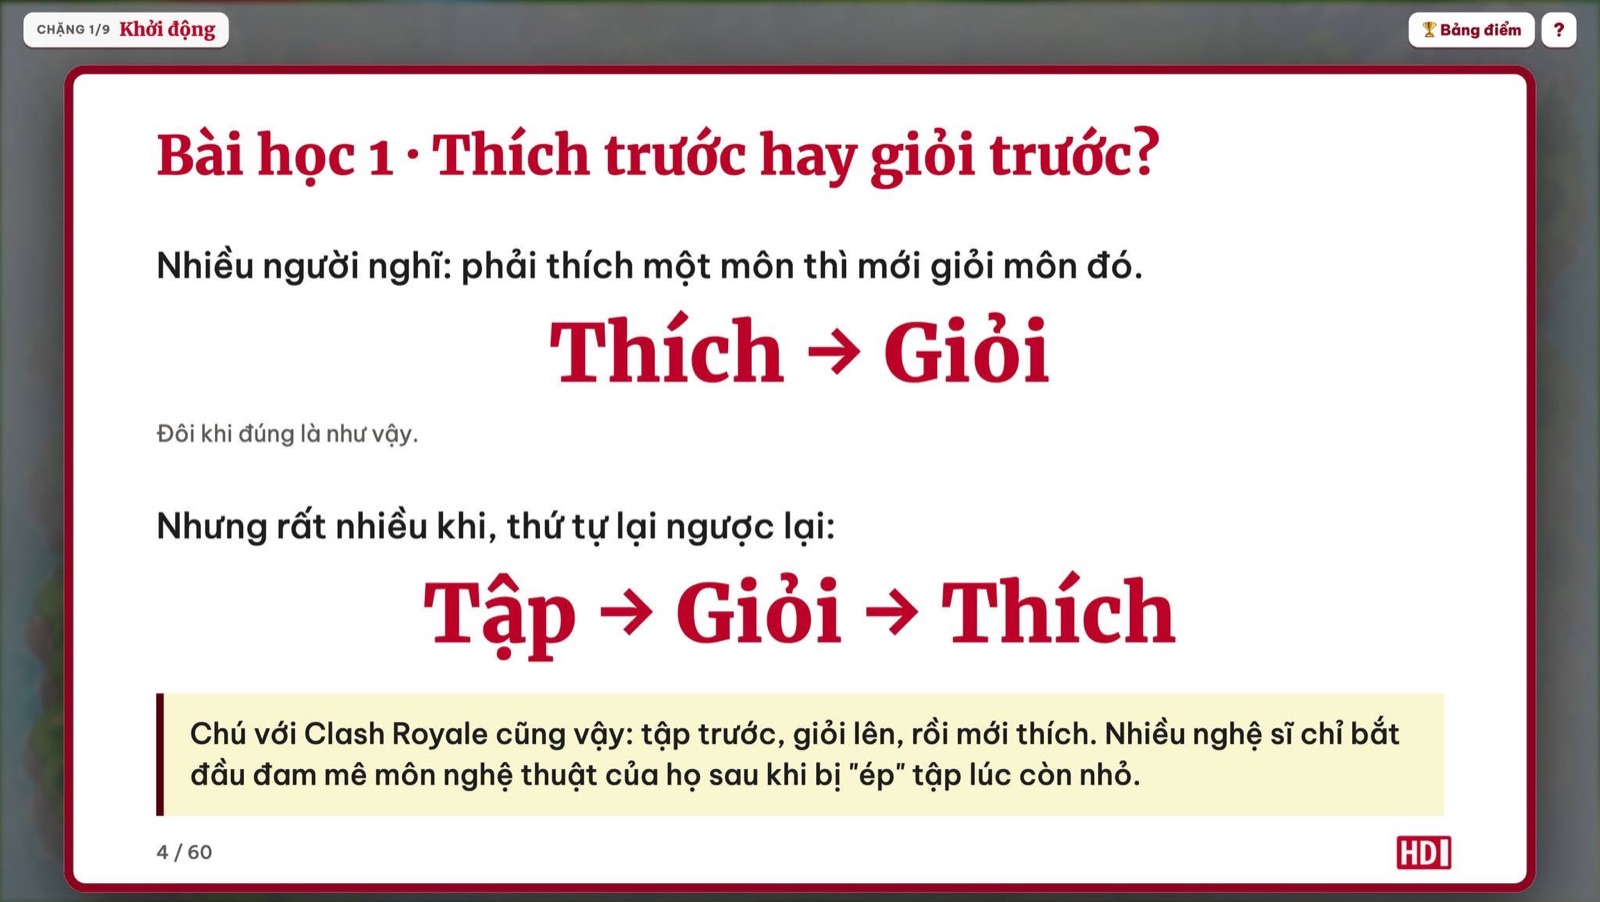 CHẶNG 1/9 Khởi động
🏆 Bảng điểm
?
Bài học 1 · Thích trước hay giỏi trước?
Nhiều người nghĩ: phải thích một môn thì mới giỏi môn đó.
Thích → Giỏi
Đôi khi đúng là như vậy.
Nhưng rất nhiều khi, thứ tự lại ngược lại:
Tập → Giỏi → Thích
Chú với Clash Royale cũng vậy: tập trước, giỏi lên, rồi mới thích. Nhiều nghệ sĩ chỉ bắt
đầu đam mê môn nghệ thuật của họ sau khi bị "ép" tập lúc còn nhỏ.
4 / 60
HDI